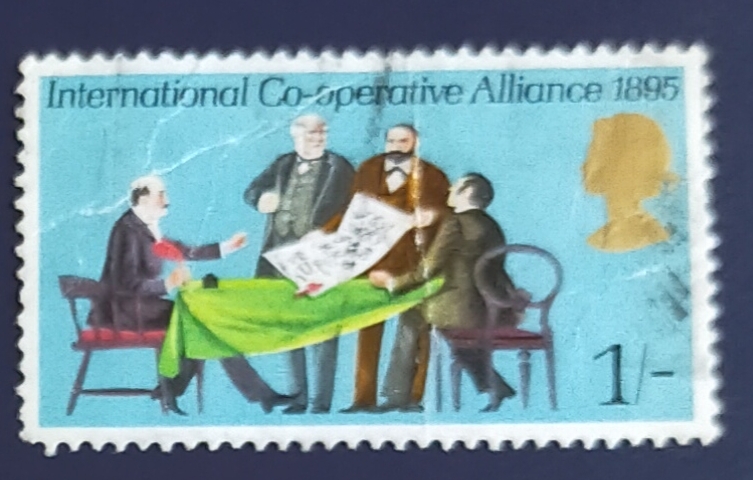 International Co-operative Alliance 1895
1/-